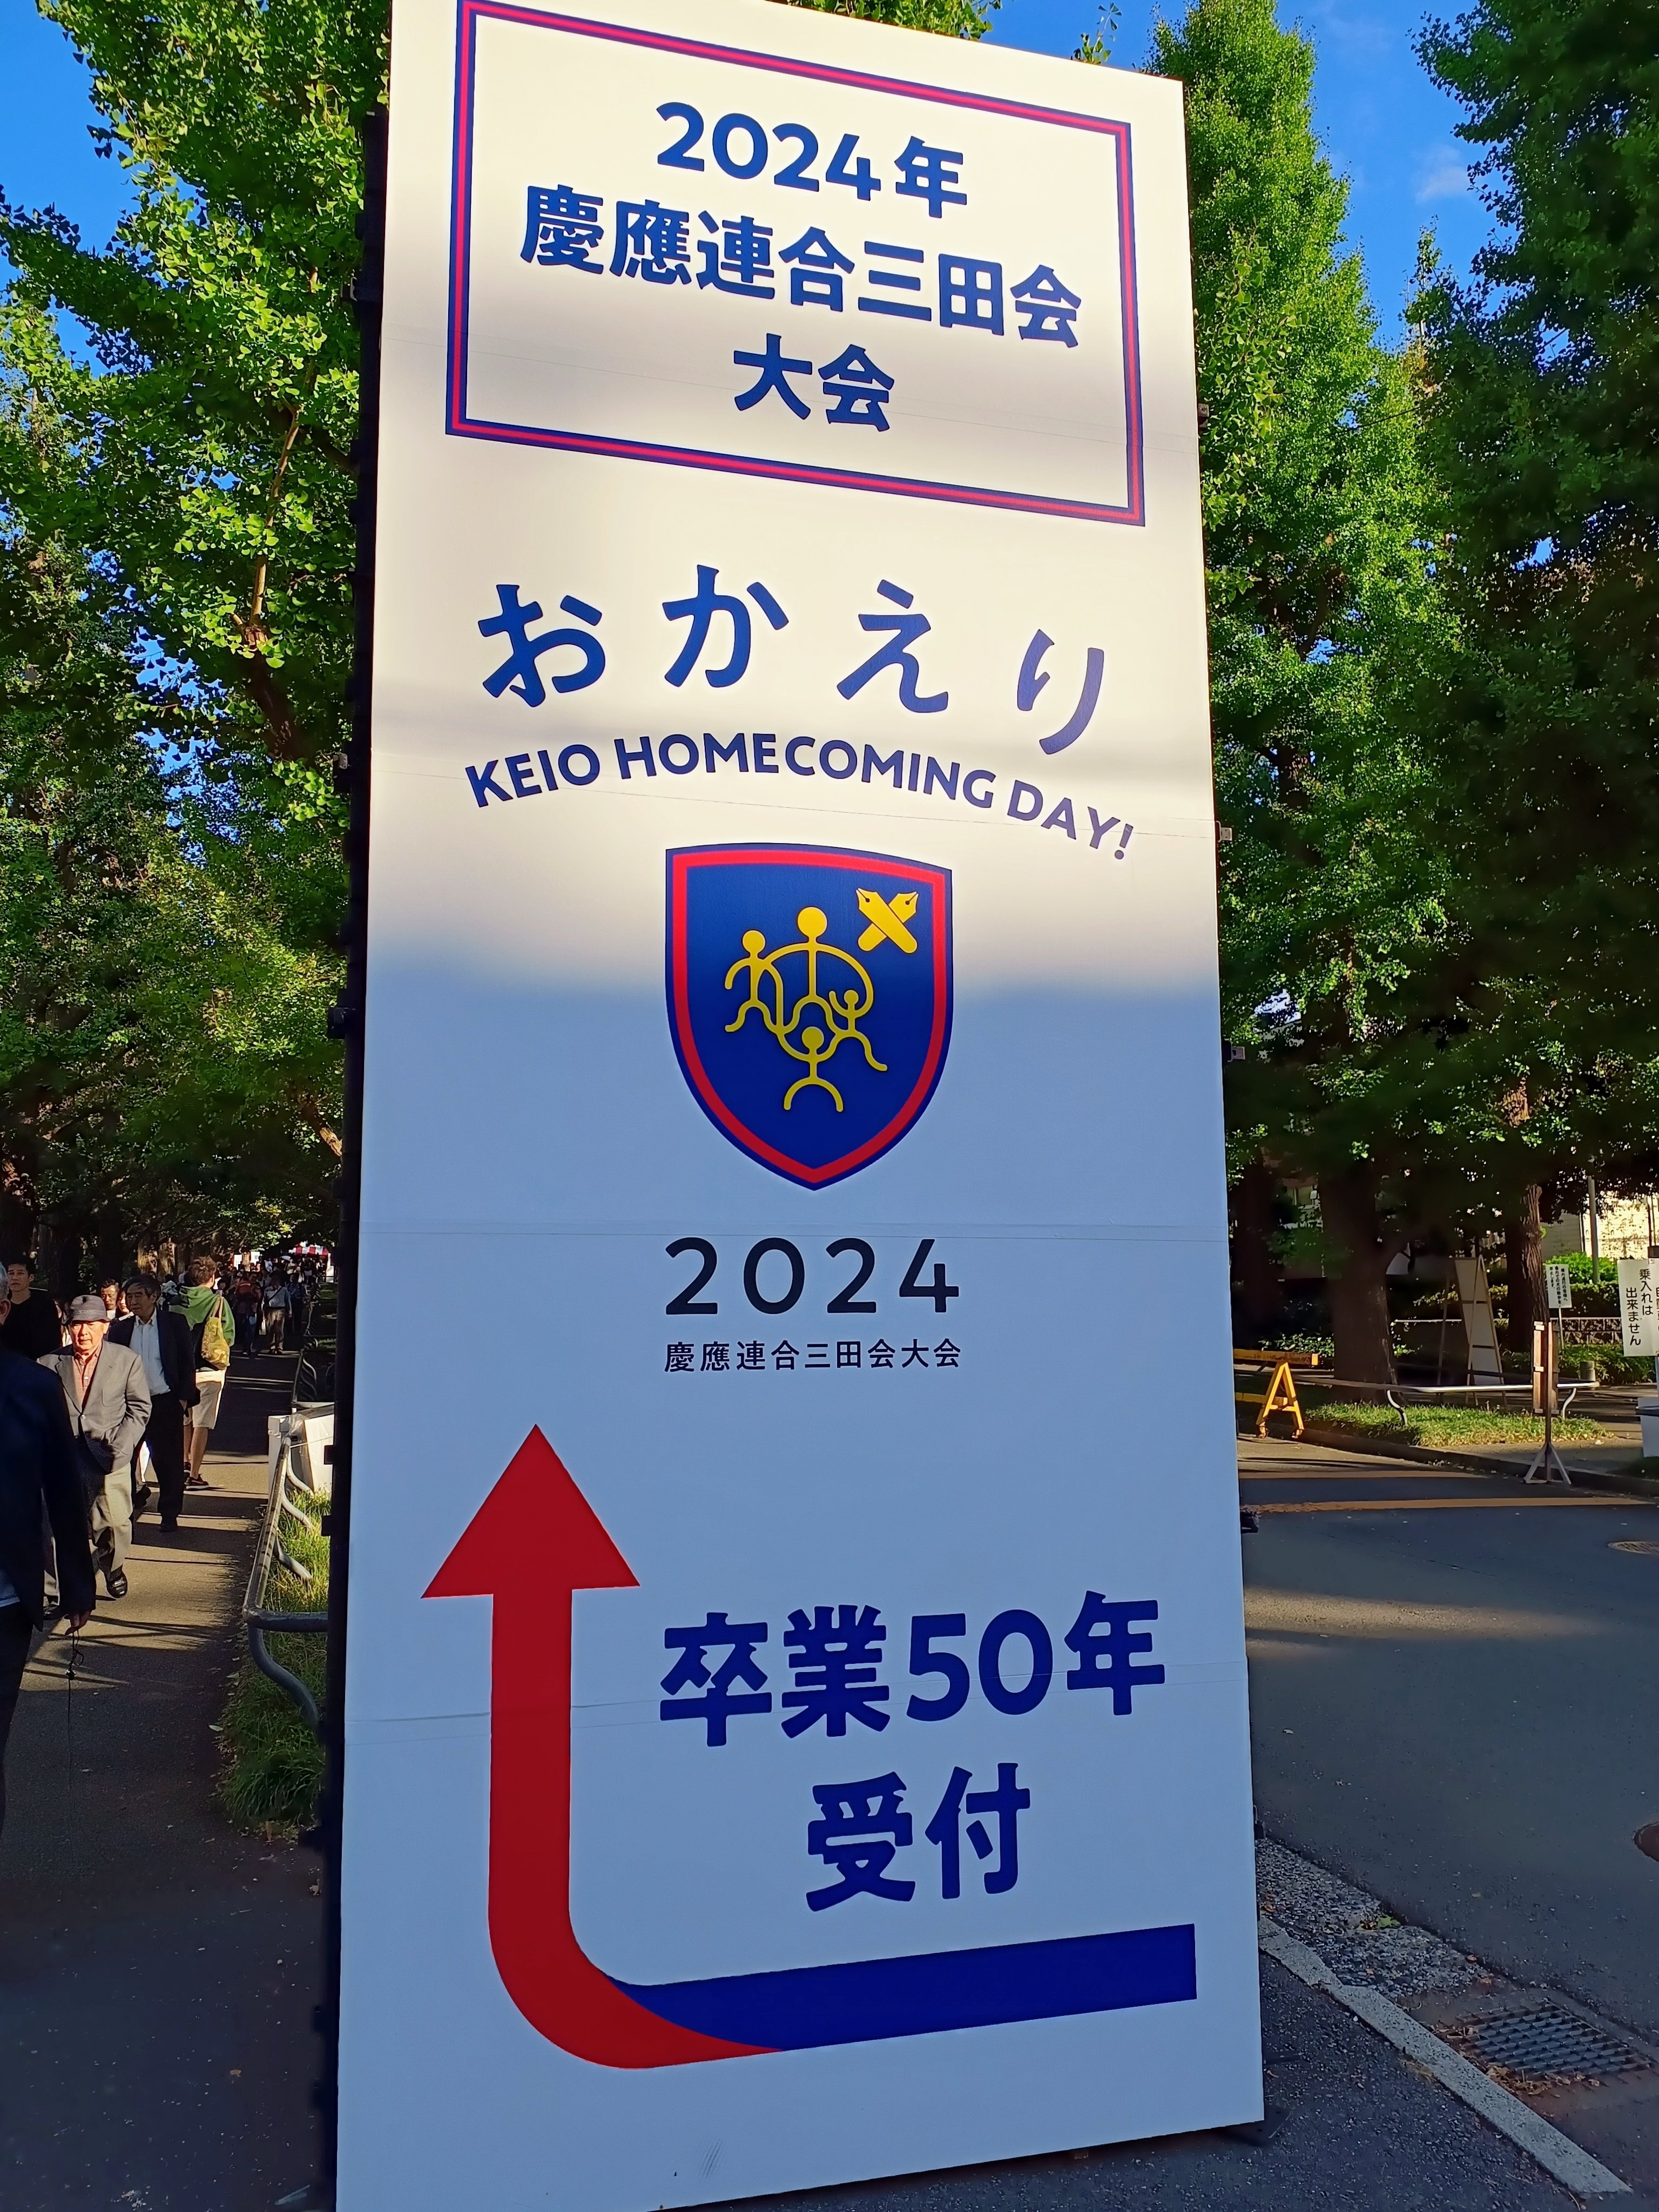 2024年
慶應連合三田会
大会
おかえり
KEIO HOMECOMING DAY!
2024
慶應連合三田会大会
卒業50年
受付
乗入れは
出来ません